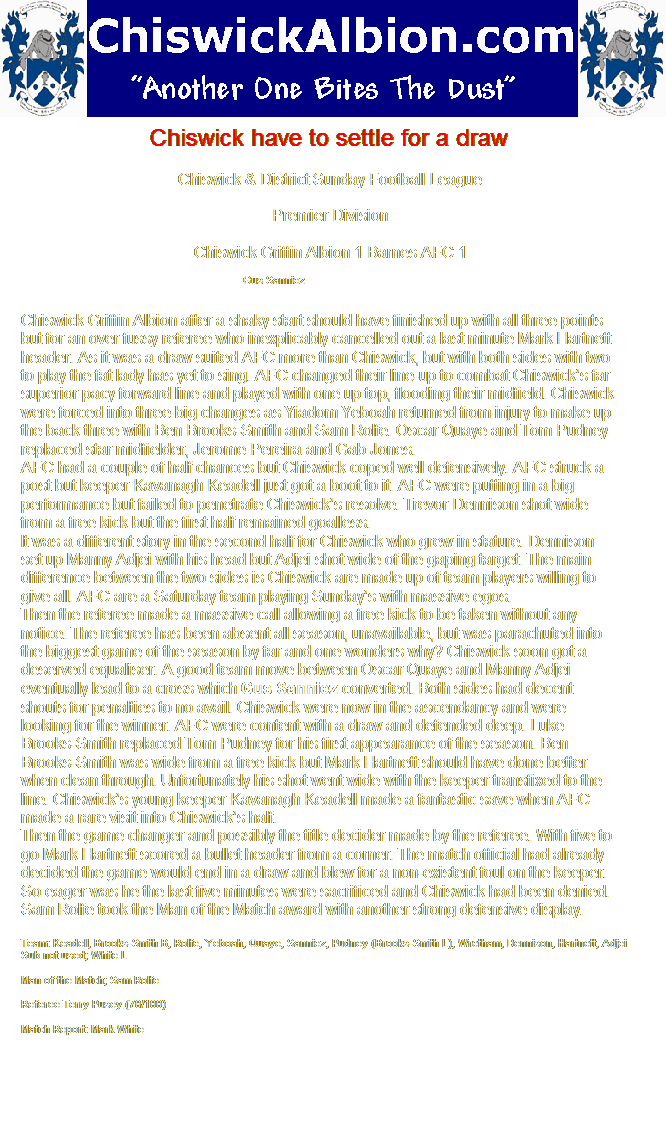 ChiswickAlbion.com
"Another One Bites The Dust"
Chiswick have to settle for a draw
Chiswick & District Sunday Football League
Premier Division
Chiswick Griffin Albion 1 Barnes AFC 1
Gus Sanniez
Chiswick Griffin Albion after a shaky start should have finished up with all three points
but for an over fussy referee who inexplicably cancelled out a last minute Mark Hartnett
header. As it was a draw suited AFC more than Chiswick, but with both sides with two
to play the fat lady has yet to sing. AFC changed their line up to combat Chiswick's far
superior pacy forward line and played with one up top, flooding their midfield. Chiswick
were forced into three big changes as Yiadom Yeboah returned from injury to make up
the back three with Ben Brooks Smith and Sam Rolfe. Oscar Quaye and Tom Pudney
replaced star midfielder, Jerome Pereira and Gab Jones.
AFC had a couple of half chances but Chiswick coped well defensively. AFC struck a
post but keeper Kavanagh Keadell just got a boot to it. AFC were putting in a big
performance but failed to penetrate Chiswick's resolve. Trevor Dennison shot wide
from a free kick but the first half remained goalless.
It was a different story in the second half for Chiswick who grew in stature. Dennison
set up Manny Adjei with his head but Adjei shot wide of the gaping target. The main
difference between the two sides is Chiswick are made up of team players willing to
give all. AFC are a Saturday team playing Sunday's with massive egos.
Then the referee made a massive call allowing a free kick to be taken without any
notice. The referee has been absent all season, unavailable, but was parachuted into
the biggest game of the season by far and one wonders why? Chiswick soon got a
deserved equaliser. A good team move between Oscar Quaye and Manny Adjei
eventually lead to a cross which Gus Sanniez converted. Both sides had decent
shouts for penalties to no avail. Chiswick were now in the ascendancy and were
looking for the winner. AFC were content with a draw and defended deep. Luke
Brooks Smith replaced Tom Pudney for his first appearance of the season. Ben
Brooks Smith was wide from a free kick but Mark Hartnett should have done better
when clean through. Unfortunately his shot went wide with the keeper transfixed to the
line. Chiswick's young keeper Kavanagh Keadell made a fantastic save when AFC
made a rare visit into Chiswick's half.
Then the game changer and possibly the title decider made by the referee. With five to
go Mark Hartnett scored a bullet header from a corner. The match official had already
decided the game would end in a draw and blew for a non existent foul on the keeper.
So eager was he the last five minutes were sacrificed and Chiswick had been denied.
Sam Rolfe took the Man of the Match award with another strong defensive display.
Team: Keadell, Brooks Smith B, Rolfe, Yeboah, Quaye, Sanniez, Pudney (Brooks Smith L), Wretham, Dennison, Hartnett, Adjei
Sub not used; White L
Man of the Match; Sam Rolfe
Referee Terry Pusey (70/100)
Match Report: Mark White